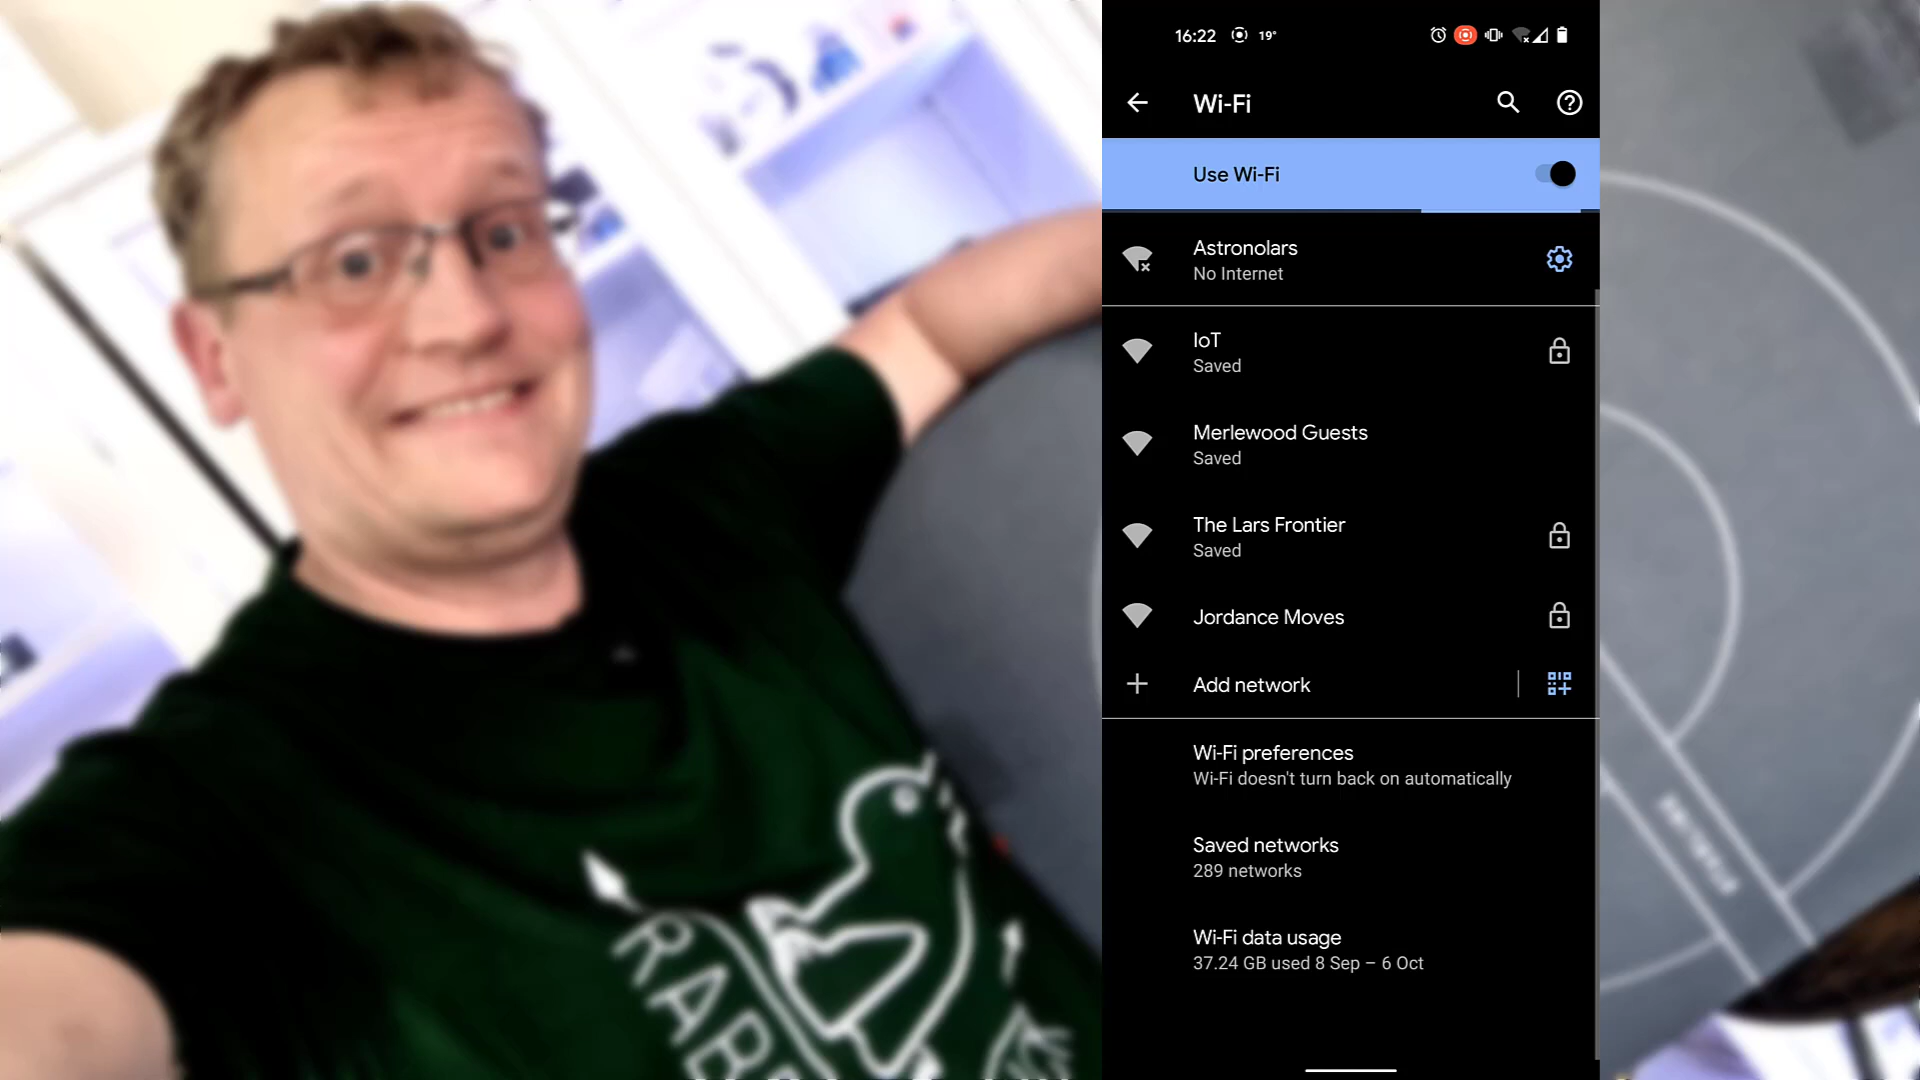 16:22 19°
Wi-Fi
Use Wi-Fi
Astronolars
No Internet
IoT
Saved
Merlewood Guests
Saved
The Lars Frontier
Saved
Jordance Moves
Add network
Wi-Fi preferences
Wi-Fi doesn't turn back on automatically
Saved networks
289 networks
Wi-Fi data usage
37.24 GB used 8 Sep – 6 Oct
RABB